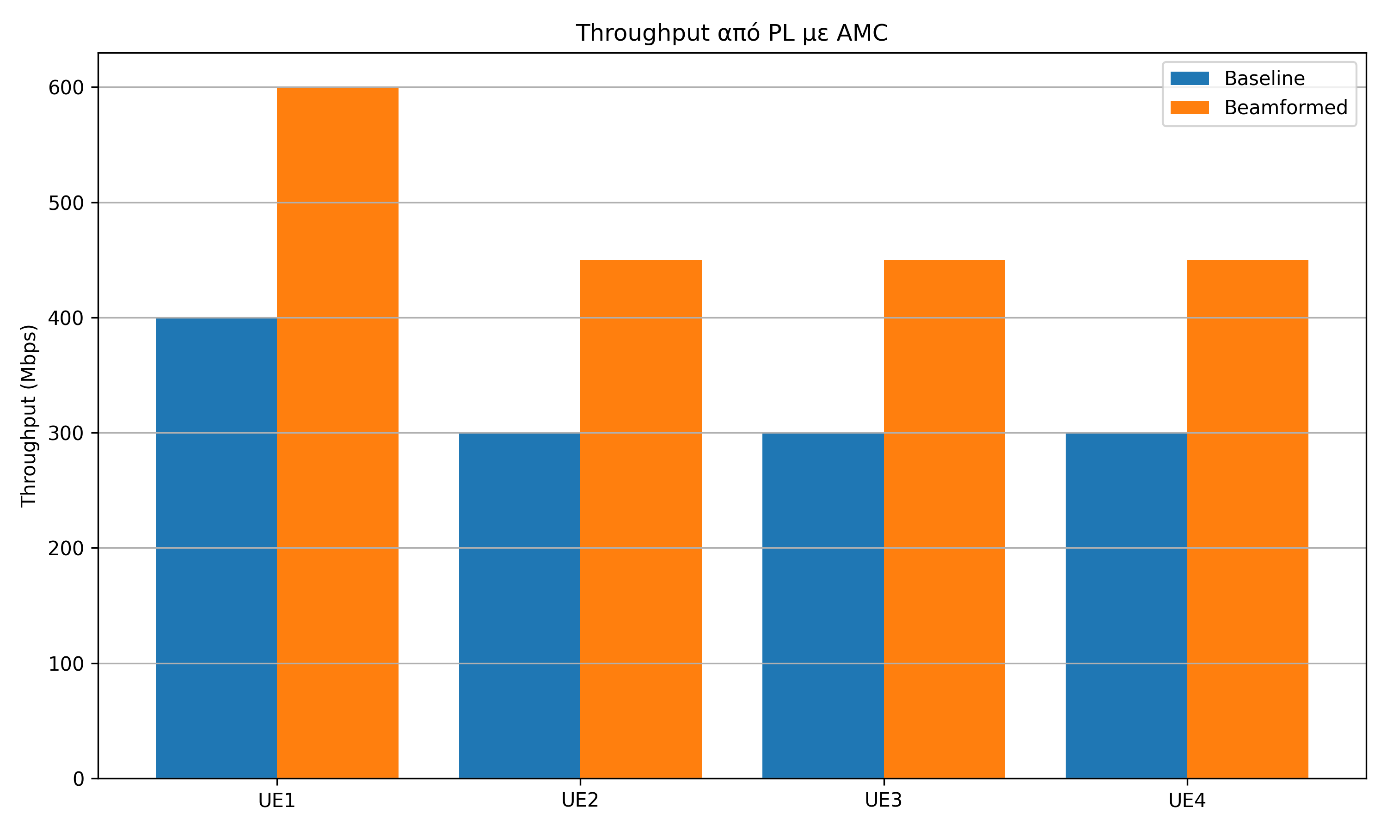 Throughput από PL με AMC
Baseline
Beamformed
Throughput (Mbps)
600
500
400
300
200
100
0
UE1 UE2 UE3 UE4